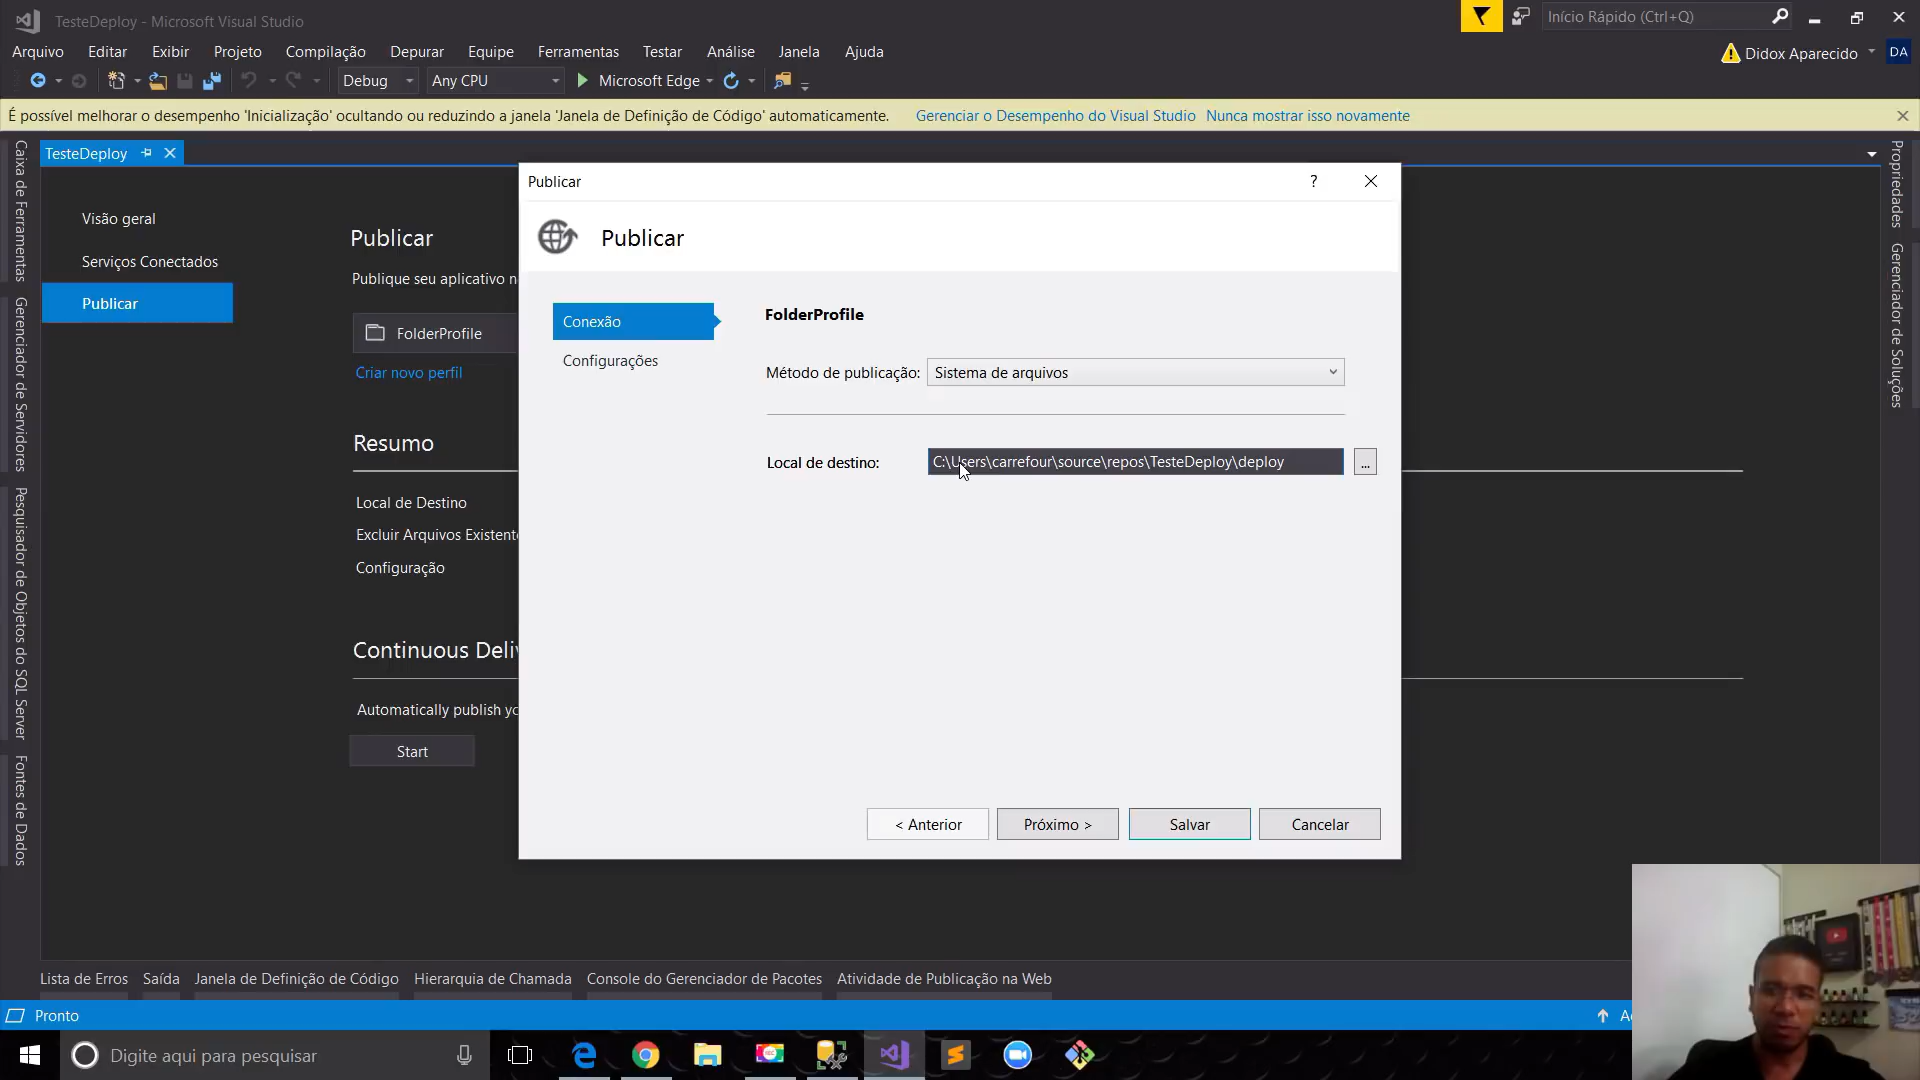 TesteDeploy - Microsoft Visual Studio
Início Rápido (Ctrl+Q)
Arquivo Editar Exibir Projeto Compilação Depurar Equipe Ferramentas Testar Análise Janela Ajuda
Didox Aparecido DA
Debug Any CPU Microsoft Edge
É possível melhorar o desempenho 'Inicialização' ocultando ou reduzindo a janela 'Janela de Definição de Código' automaticamente. Gerenciar o Desempenho do Visual Studio Nunca mostrar isso novamente
Caixa de Ferramentas
Gerenciador de Servidores
Pesquisador de Objetos do SQL Server
Fontes de Dados
TesteDeploy
Visão geral
Serviços Conectados
Publicar
Publicar
Publique seu aplicativo n
FolderProfile
Criar novo perfil
Resumo
Local de Destino
Excluir Arquivos Existent
Configuração
Continuous Deli
Automatically publish yo
Start
Publicar
?
Publicar
Conexão
Configurações
FolderProfile
Método de publicação: Sistema de arquivos
Local de destino: C:\Users\carrefour\source\repos\TesteDeploy\deploy ...
< Anterior Próximo > Salvar Cancelar
Propriedades
Gerenciador de Soluções
Lista de Erros Saída Janela de Definição de Código Hierarquia de Chamada Console do Gerenciador de Pacotes Atividade de Publicação na Web
Pronto
Digite aqui para pesquisar